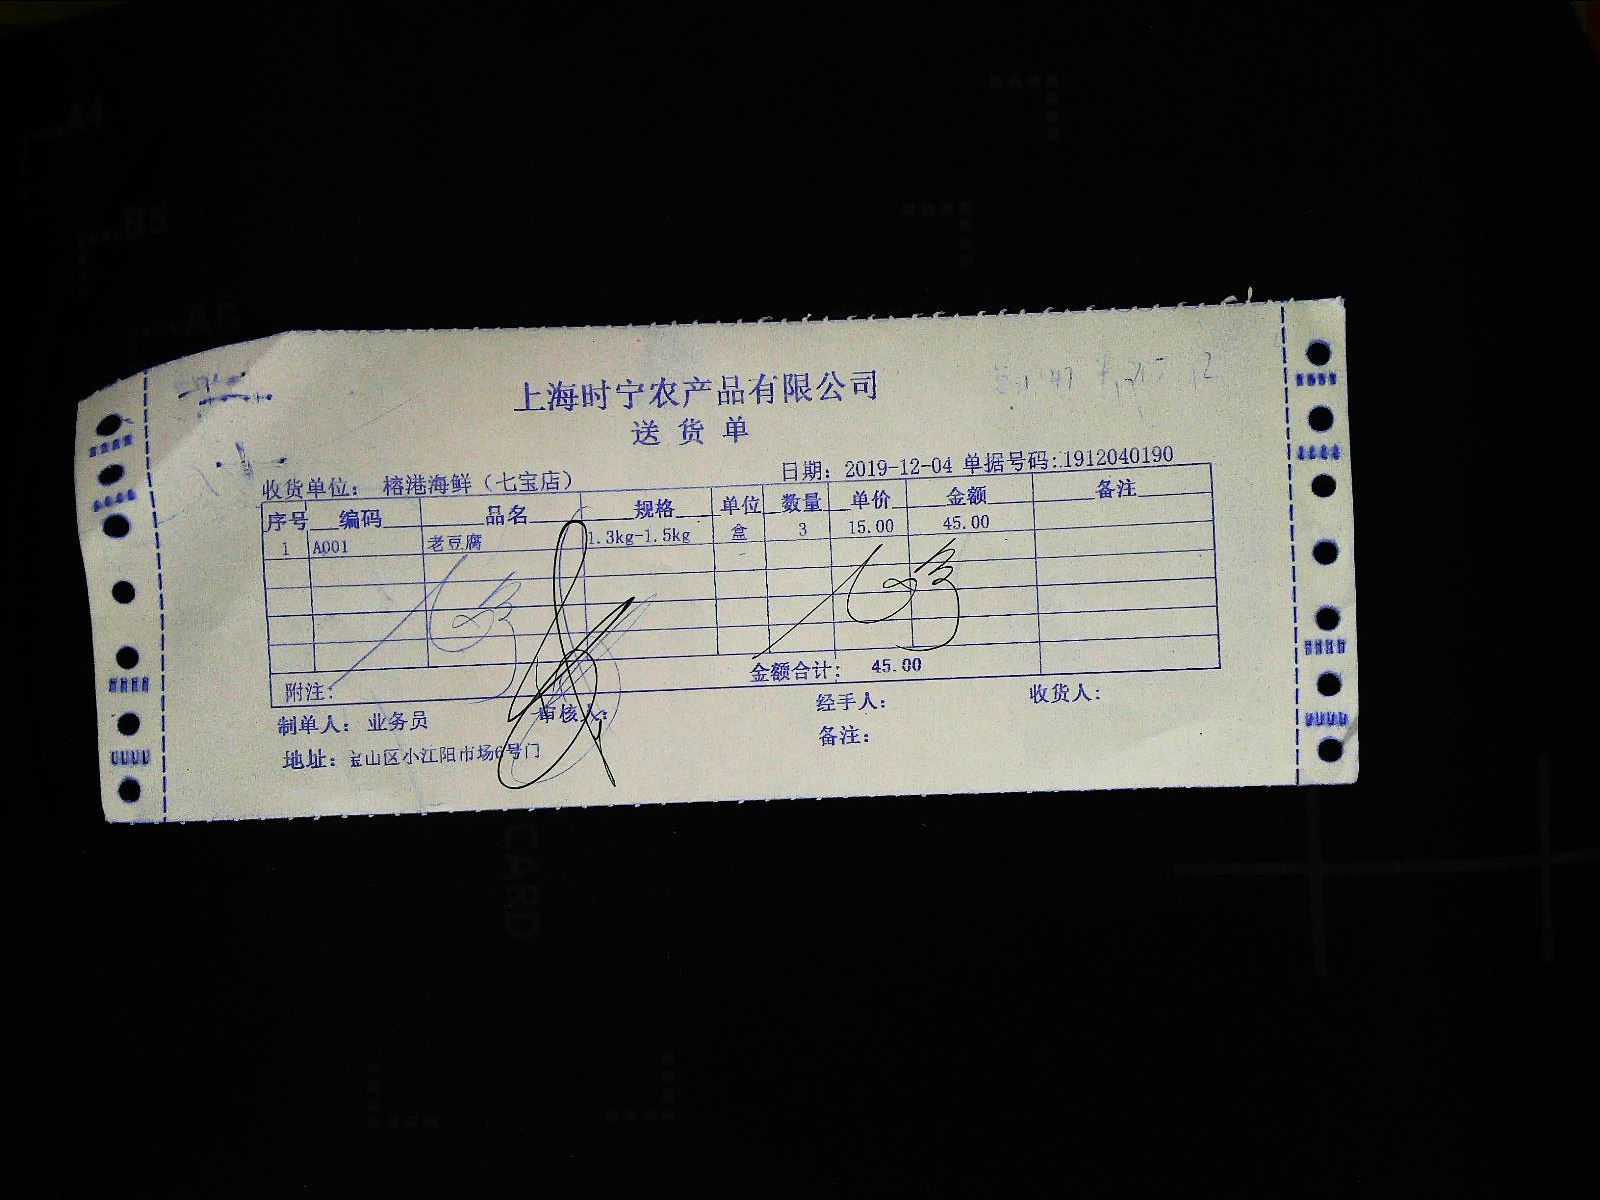 A4
B5
A5
上海时宁农产品有限公司
送货单
收货单位： 榕港海鲜（七宝店） 日期：2019-12-04 单据号码:1912040190
序号 编码 品名 规格 单位 数量 单价 金额 备注
1 A001 老豆腐 1.3kg-1.5kg 盒 3 15.00 45.00
金额合计： 45.00
附注:
制单人： 业务员 审核人： 经手人： 收货人：
地址：宝山区小江阳市场6号门 备注：
CARD